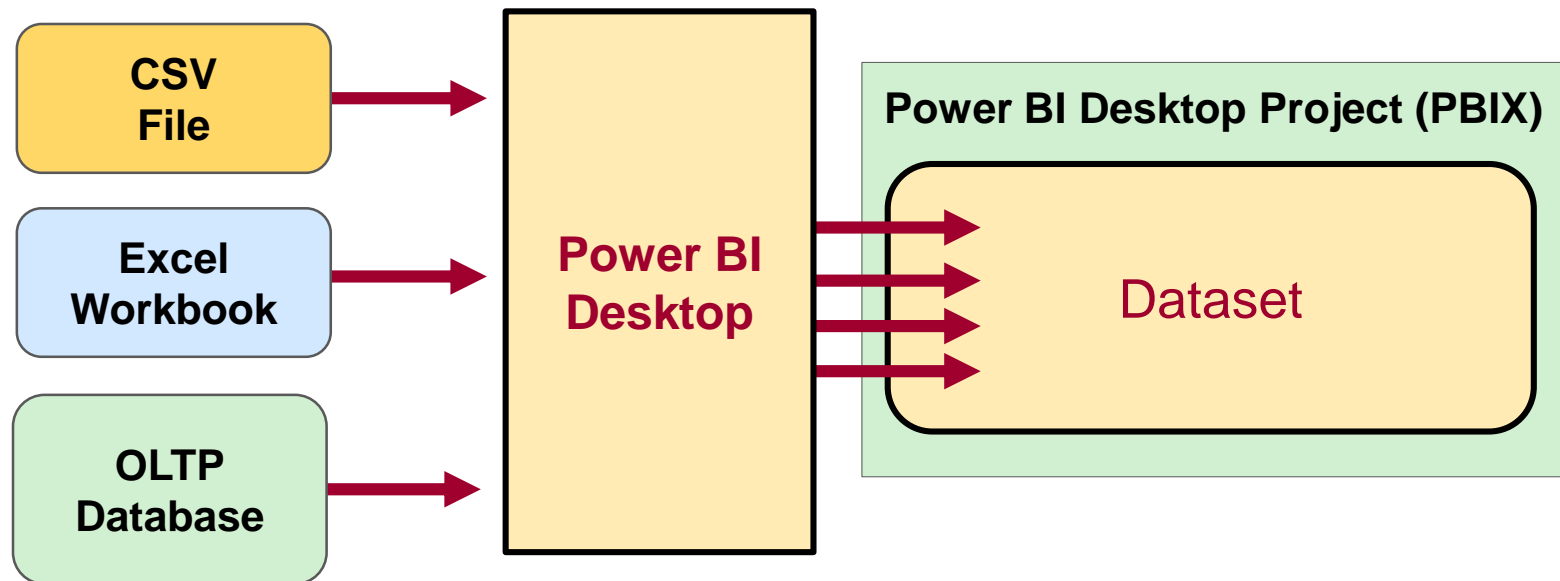 CSV
File
Excel
Workbook
OLTP
Database
Power BI
Desktop
Power BI Desktop Project (PBIX)
Dataset